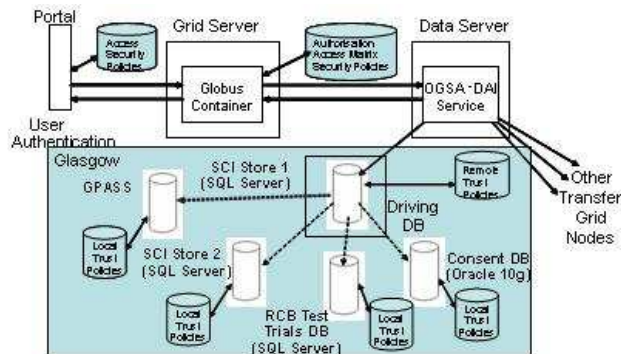 Portal
Grid Server
Data Server
Access
Security
Policies
Authorisation
Access Matrix
Security Policies
Globus
Container
OGSA-DAI
Service
User
Authentication
Glasgow
GPASS
SCI Store 1
(SQL Server)
Remote
Trust
Policies
Other
Transfer
Grid
Nodes
Driving
DB
Local
Trust
Policies
SCI Store 2
(SQL Server)
Consent DB
(Oracle 10g)
Local
Trust
Policies
RCB Test
Trials DB
(SQL Server)
Local
Trust
Policies
Local
Trust
Policies